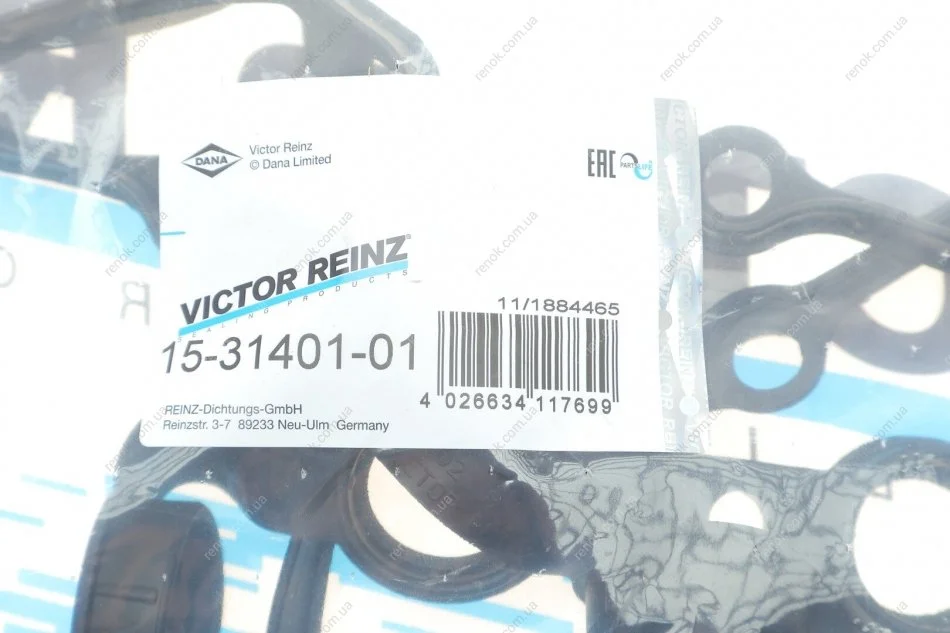 DANA
Victor Reinz
© Dana Limited
EAC
PARTSLIFE
VICTOR REINZ
SEALING PRODUCTS
15-31401-01
11/1884465
4 026634 117699
REINZ-Dichtungs-GmbH
Reinzstr. 3-7 89233 Neu-Ulm Germany
renok.com.ua